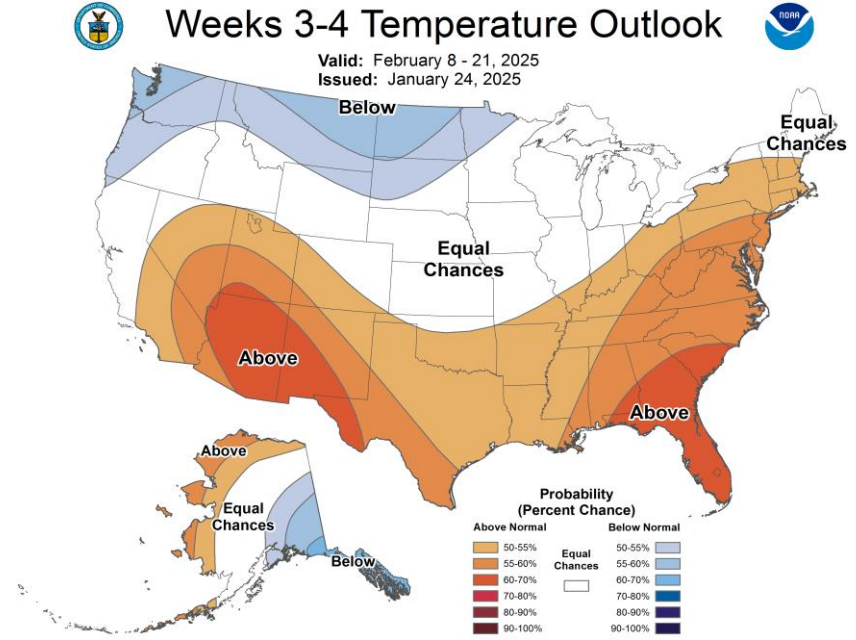 Weeks 3-4 Temperature Outlook
NOAA
Valid: February 8 - 21, 2025
Issued: January 24, 2025
Below
Equal
Chances
Equal
Chances
Above
Above
Above
Equal
Chances
Below
Probability
(Percent Chance)
Above Normal
50-55%
55-60%
60-70%
70-80%
80-90%
90-100%
Equal
Chances
Below Normal
50-55%
55-60%
60-70%
70-80%
80-90%
90-100%